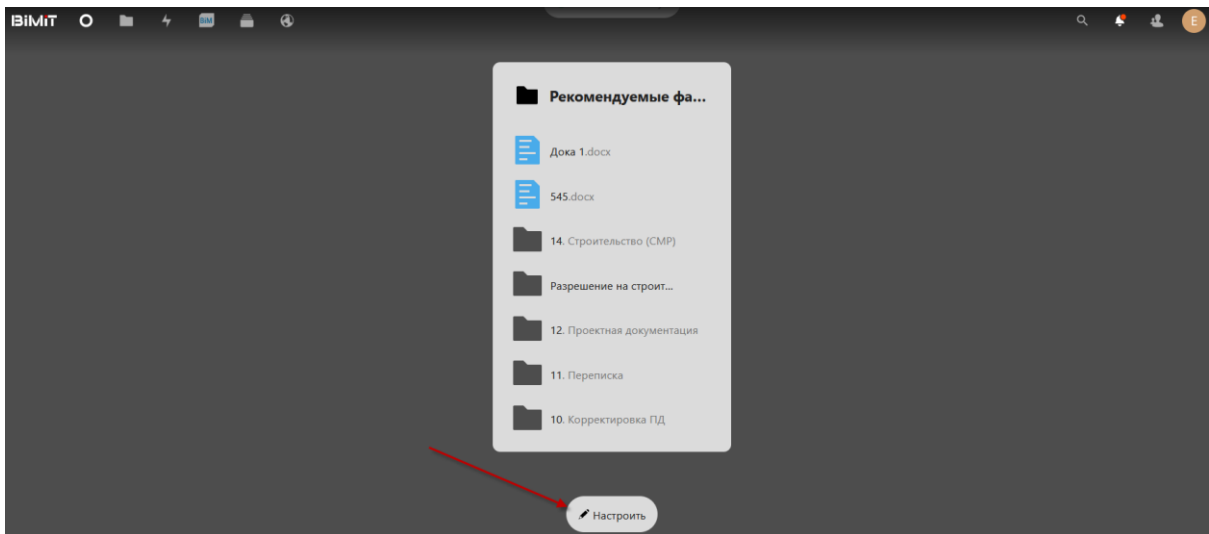 BiMiT
BIM
E
Рекомендуемые фа...
Дока 1.docx
545.docx
14. Строительство (СМР)
Разрешение на строит...
12. Проектная документация
11. Переписка
10. Корректировка ПД
Настроить